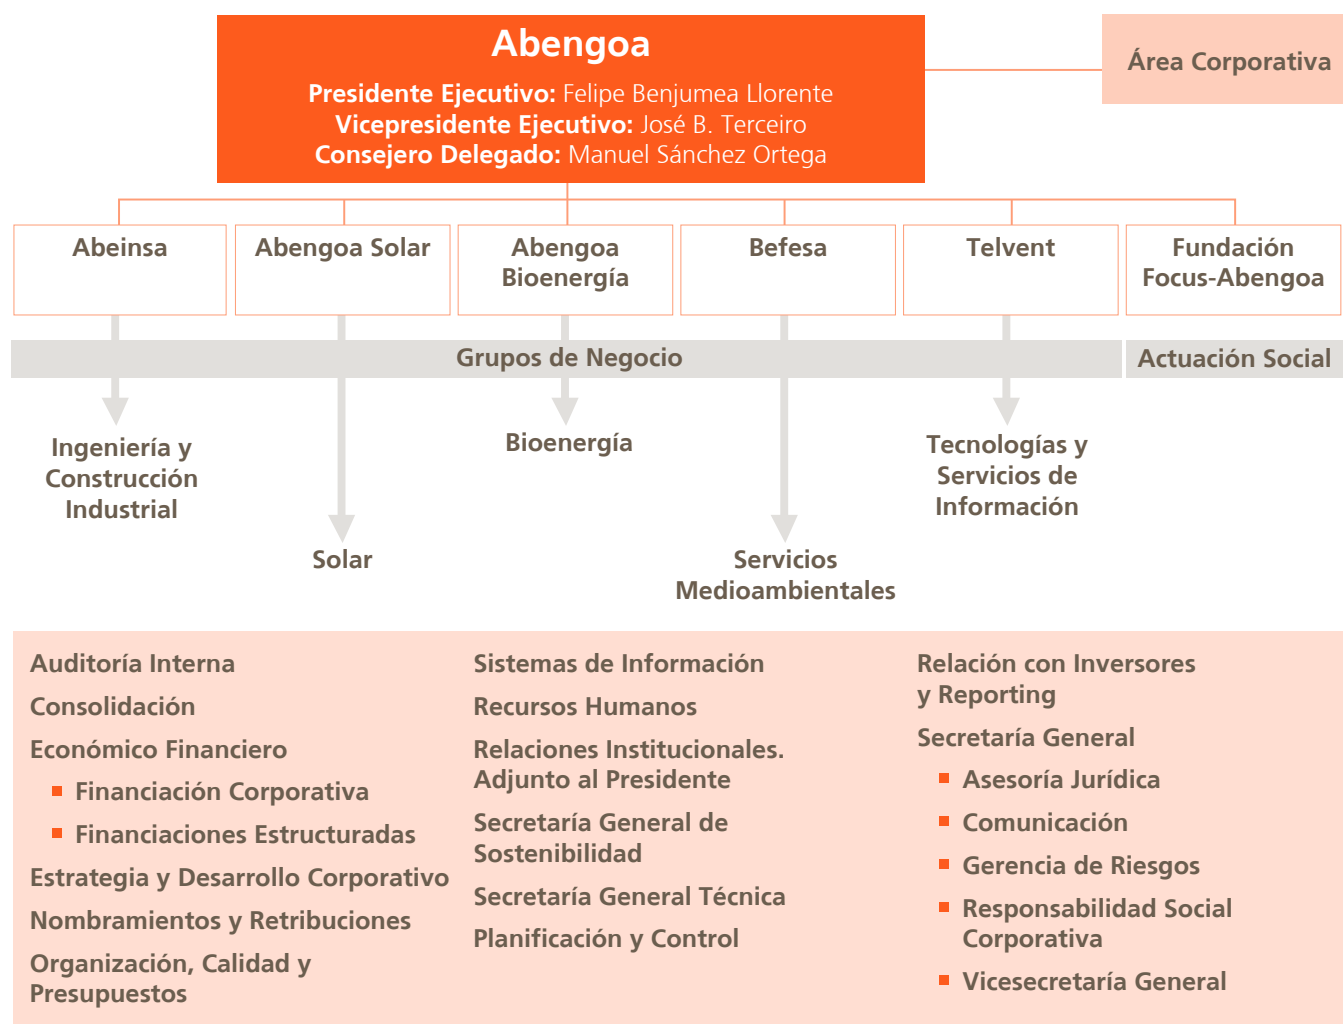 Abengoa
Presidente Ejecutivo: Felipe Benjumea Llorente
Vicepresidente Ejecutivo: José B. Terceiro
Consejero Delegado: Manuel Sánchez Ortega
Área Corporativa
Abeinsa
Abengoa Solar
Abengoa
Bioenergía
Befesa
Telvent
Fundación
Focus-Abengoa
Grupos de Negocio
Actuación Social
Ingeniería y
Construcción
Industrial
Solar
Bioenergía
Servicios
Medioambientales
Tecnologías y
Servicios de
Información
Auditoría Interna
Consolidación
Económico Financiero
Financiación Corporativa
Financiaciones Estructuradas
Estrategia y Desarrollo Corporativo
Nombramientos y Retribuciones
Organización, Calidad y
Presupuestos
Sistemas de Información
Recursos Humanos
Relaciones Institucionales.
Adjunto al Presidente
Secretaría General de
Sostenibilidad
Secretaría General Técnica
Planificación y Control
Relación con Inversores
y Reporting
Secretaría General
Asesoría Jurídica
Comunicación
Gerencia de Riesgos
Responsabilidad Social
Corporativa
Vicesecretaría General